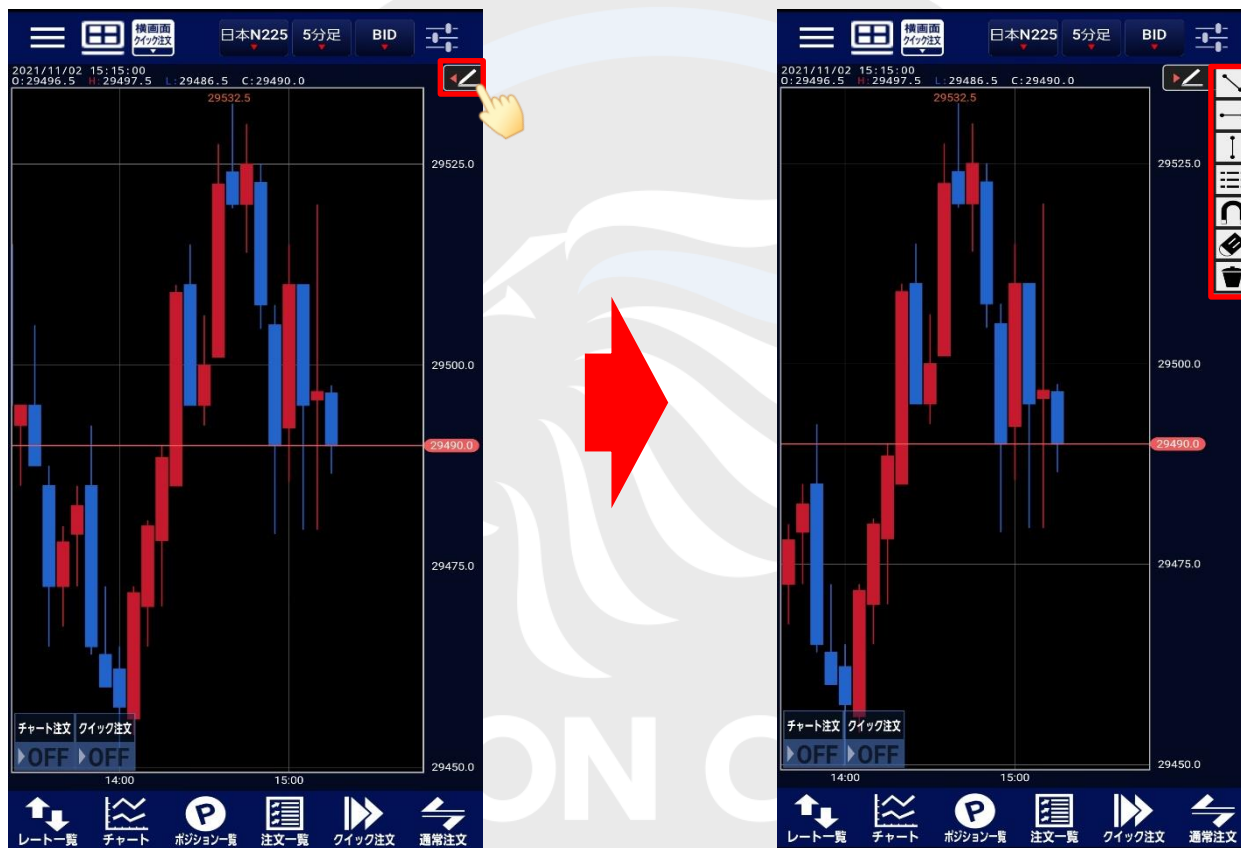 横画面
クイック注文
日本N225
5分足
BID
2021/11/02 15:15:00
O:29496.5 H:29497.5 L:29486.5 C:29490.0
29532.5
29525.0
29500.0
29490.0
29475.0
29450.0
チャート注文 クイック注文
OFF OFF
14:00 15:00
レート一覧 チャート ポジション一覧 注文一覧 クイック注文 通常注文
横画面
クイック注文
日本N225
5分足
BID
2021/11/02 15:15:00
O:29496.5 H:29497.5 L:29486.5 C:29490.0
29532.5
29525.0
29500.0
29490.0
29475.0
29450.0
チャート注文 クイック注文
OFF OFF
14:00 15:00
レート一覧 チャート P ポジション一覧 注文一覧 クイック注文 通常注文
ON